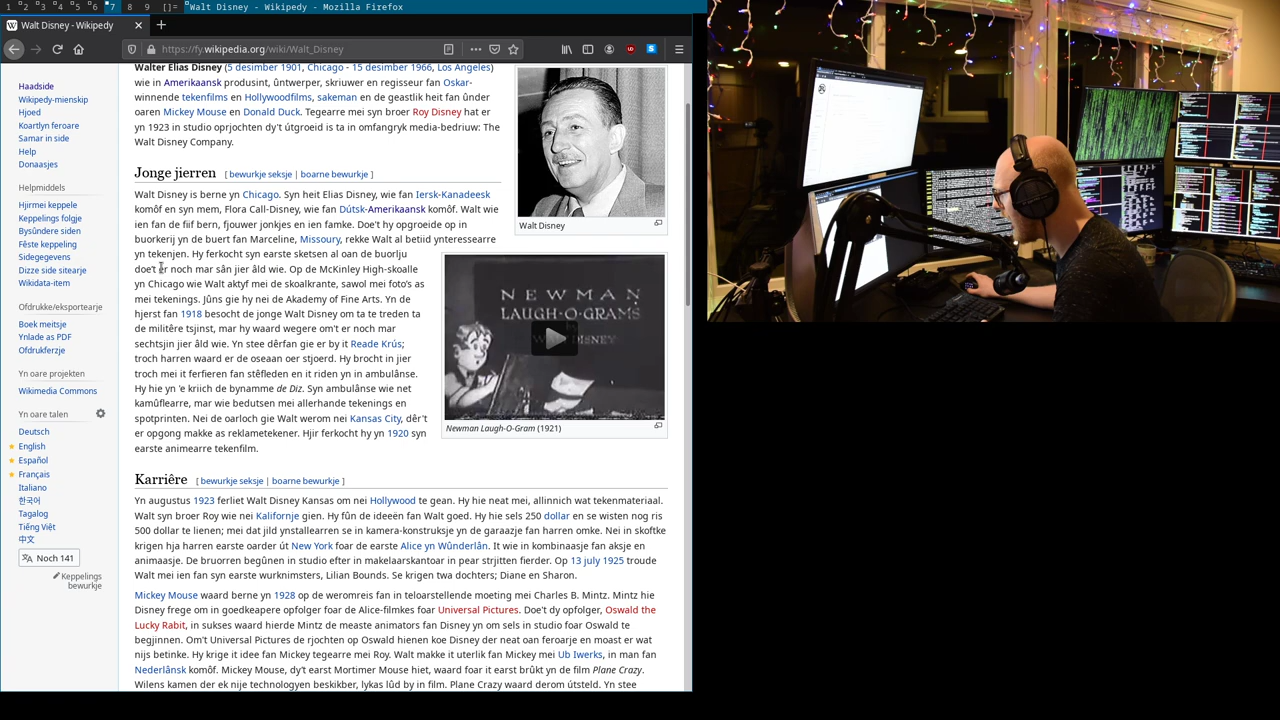 1 2 3 4 5 6 7 8 9 []= Walt Disney - Wikipedy - Mozilla Firefox
Walt Disney - Wikipedy
https://fy.wikipedia.org/wiki/Walt_Disney
Haadside
Wikipedy-mienskip
Hjoed
Koartlyn feroare
Samar in side
Help
Donaasjes
Helpmiddels
Hjirmei keppele
Keppelings folgje
Bysûndere siden
Fêste keppeling
Sidegegevens
Dizze side sitearje
Wikidata-item
Ofdrukke/eksportearje
Boek meitsje
Ynlade as PDF
Ofdrukferzje
Yn oare projekten
Wikimedia Commons
Yn oare talen
Deutsch
English
Español
Français
Italiano
한국어
Tagalog
Tiếng Việt
中文
Noch 141
Keppelings
bewurkje
Walter Elias Disney (5 desimber 1901, Chicago - 15 desimber 1966, Los Angeles)
wie in Amerikaansk produsint, ûntwerper, skriuwer en regisseur fan Oskar-
winnende tekenfilms en Hollywoodfilms, sakeman en de geastlik heit fan ûnder
oaren Mickey Mouse en Donald Duck. Tegearre mei syn broer Roy Disney hat er
yn 1923 in studio oprjochten dy't útgroeid is ta in omfangryk media-bedriuw: The
Walt Disney Company.
Walt Disney
Jonge jierren [ bewurkje seksje | boarne bewurkje ]
Walt Disney is berne yn Chicago. Syn heit Elias Disney, wie fan Iersk-Kanadeesk
komôf en syn mem, Flora Call-Disney, wie fan Dútsk-Amerikaansk komôf. Walt wie
ien fan de fiif bern, fjouwer jonkjes en ien famke. Doe't hy opgroeide op in
buorkerij yn de buert fan Marceline, Missoury, rekke Walt al betiid ynteressearre
yn tekenjen. Hy ferkocht syn earste sketsen al oan de buorlju
doe't er noch mar sân jier âld wie. Op de McKinley High-skoalle
yn Chicago wie Walt aktyf mei de skoalkrante, sawol mei foto's as
mei tekenings. Jûns gie hy nei de Akademy of Fine Arts. Yn de
hjerst fan 1918 besocht de jonge Walt Disney om ta te treden ta
de militêre tsjinst, mar hy waard wegere om't er noch mar
sechtsjin jier âld wie. Yn stee dêrfan gie er by it Reade Krús;
troch harren waard er de oseaan oer stjoerd. Hy brocht in jier
troch mei it ferfieren fan stêfleden en it riden yn in ambulânse.
Hy hie yn 'e kriich de bynamme de Diz. Syn ambulânse wie net
kamûflearre, mar wie bedutsen mei allerhande tekenings en
spotprinten. Nei de oarloch gie Walt werom nei Kansas City, dêr't
er opgong makke as reklametekener. Hjir ferkocht hy yn 1920 syn
earste animearre tekenfilm.
NEWMAN
LAUGH-O-GRAMS
Newman Laugh-O-Gram (1921)
Karriêre [ bewurkje seksje | boarne bewurkje ]
Yn augustus 1923 ferliet Walt Disney Kansas om nei Hollywood te gean. Hy hie neat mei, allinnich wat tekenmateriaal.
Walt syn broer Roy wie nei Kalifornje gien. Hy fûn de ideeën fan Walt goed. Hy hie sels 250 dollar en se wisten nog ris
500 dollar te lienen; mei dat jild ynstallearren se in kamera-konstruksje yn de garaazje fan harren omke. Nei in skoftke
krigen hja harren earste oarder út New York foar de earste Alice yn Wûnderlân. It wie in kombinaasje fan aksje en
animaasje. De bruorren begûnen in studio efter in makelaarskantoar in pear strjitten fierder. Op 13 july 1925 troude
Walt mei ien fan syn earste wurknimsters, Lilian Bounds. Se krigen twa dochters; Diane en Sharon.
Mickey Mouse waard berne yn 1928 op de weromreis fan in teloarstellende moeting mei Charles B. Mintz. Mintz hie
Disney frege om in goedkeapere opfolger foar de Alice-filmkes foar Universal Pictures. Doe't dy opfolger, Oswald the
Lucky Rabit, in sukses waard hierde Mintz de measte animators fan Disney yn om sels in studio foar Oswald te
begjinnen. Om't Universal Pictures de rjochten op Oswald hienen koe Disney der neat oan feroarje en moast er wat
nijs betinke. Hy krige it idee fan Mickey tegearre mei Roy. Walt makke it uterlik fan Mickey mei Ub Iwerks, in man fan
Nederlânsk komôf. Mickey Mouse, dy't earst Mortimer Mouse hiet, waard foar it earst brûkt yn de film Plane Crazy.
Wilens kamen der ek nije technologyen beskikber, lykas lûd by in film. Plane Crazy waard derom útsteld. Yn stee